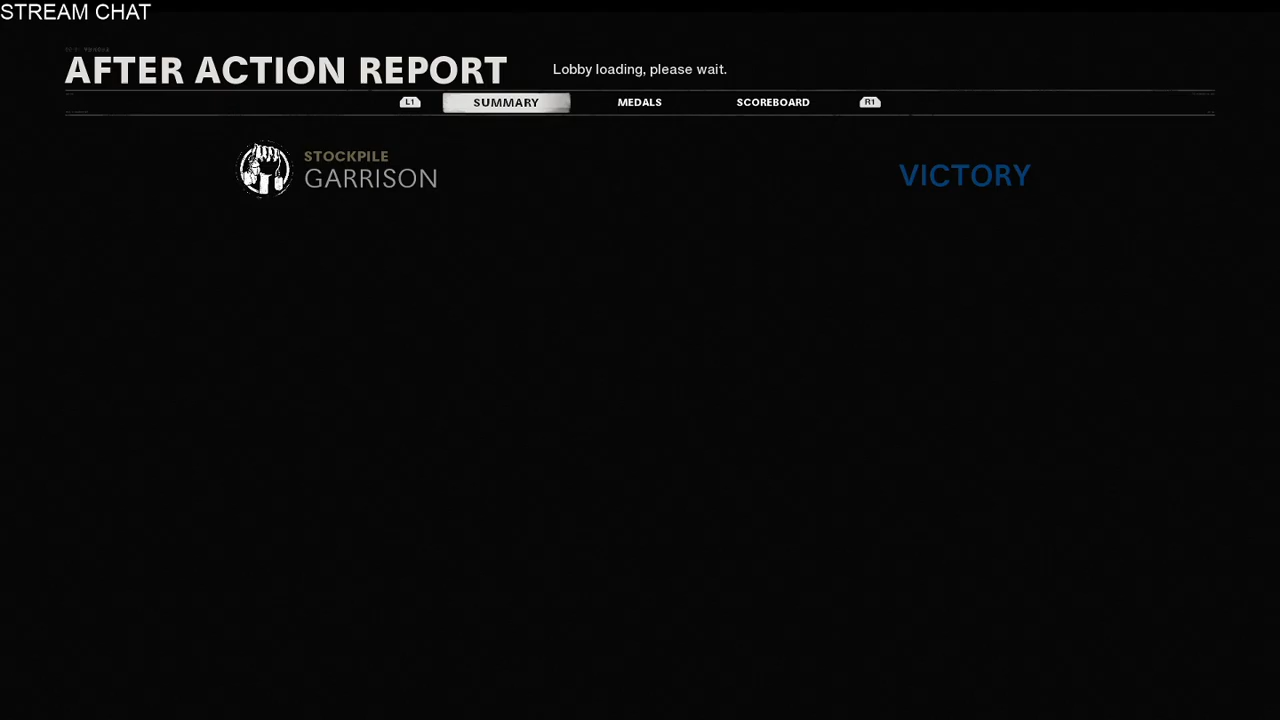 STREAM CHAT
AFTER ACTION REPORT
Lobby loading, please wait.
L1
SUMMARY
MEDALS
SCOREBOARD
R1
STOCKPILE
GARRISON
VICTORY